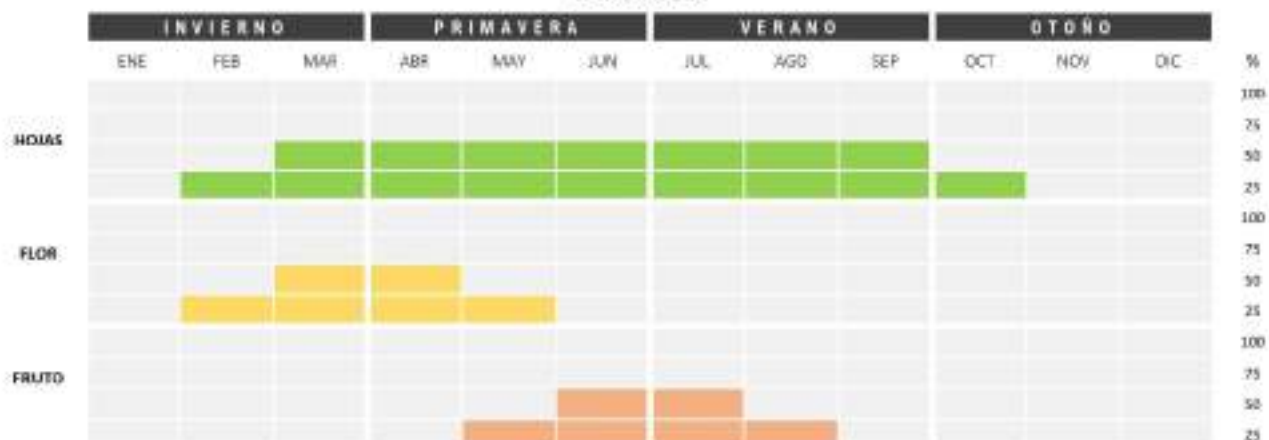 INVIERNO PRIMAVERA VERANO OTOÑO
ENE FEB MAR ABR MAY JUN JUL AGO SEP OCT NOV DIC %
100
75
HOJAS
50
25
100
FLOR 75
50
25
100
FRUTO 75
50
25